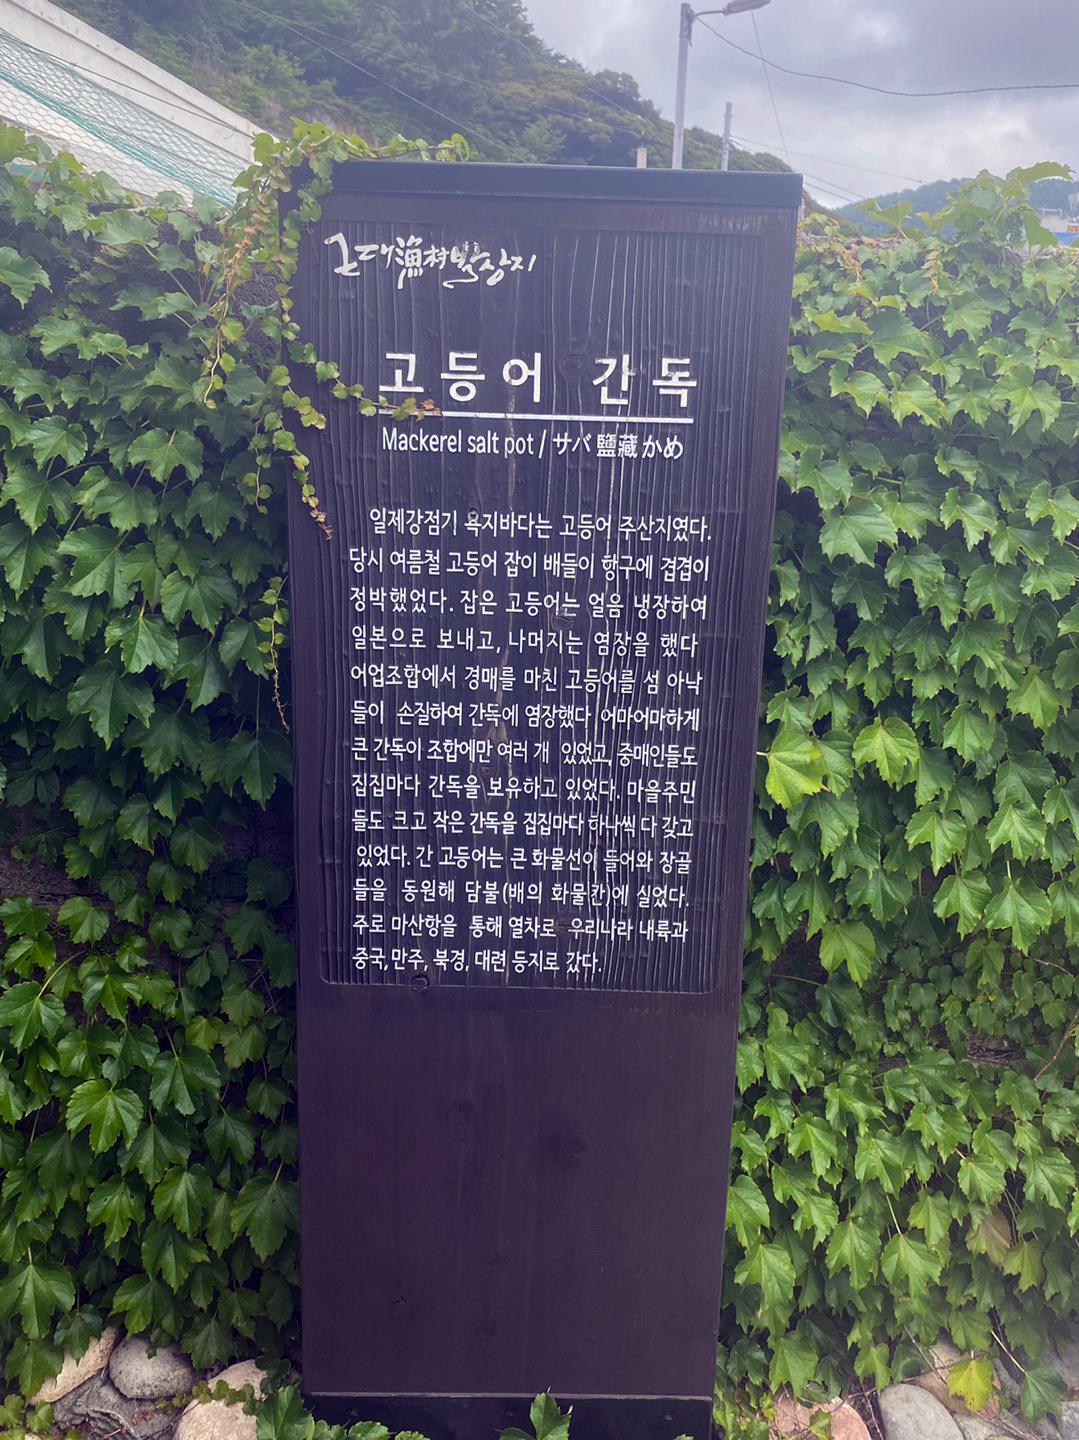 근대漁村발상지
고등어 간독
Mackerel salt pot / サバ 鹽藏 かめ
일제강점기 욕지바다는 고등어 주산지였다.
당시 여름철 고등어 잡이 배들이 항구에 겹겹이
정박했었다. 잡은 고등어는 얼음 냉장하여
일본으로 보내고, 나머지는 염장을 했다
어업조합에서 경매를 마친 고등어를 섬 아낙
들이 손질하여 간독에 염장했다 어마어마하게
큰 간독이 조합에만 여러 개 있었고, 중매인들도
집집마다 간독을 보유하고 있었다. 마을주민
들도 크고 작은 간독을 집집마다 하나씩 다 갖고
있었다. 간 고등어는 큰 화물선이 들어와 장골
들을 동원해 담불(배의 화물칸)에 실었다.
주로 마산항을 통해 열차로 우리나라 내륙과
중국, 만주, 북경, 대련 등지로 갔다.